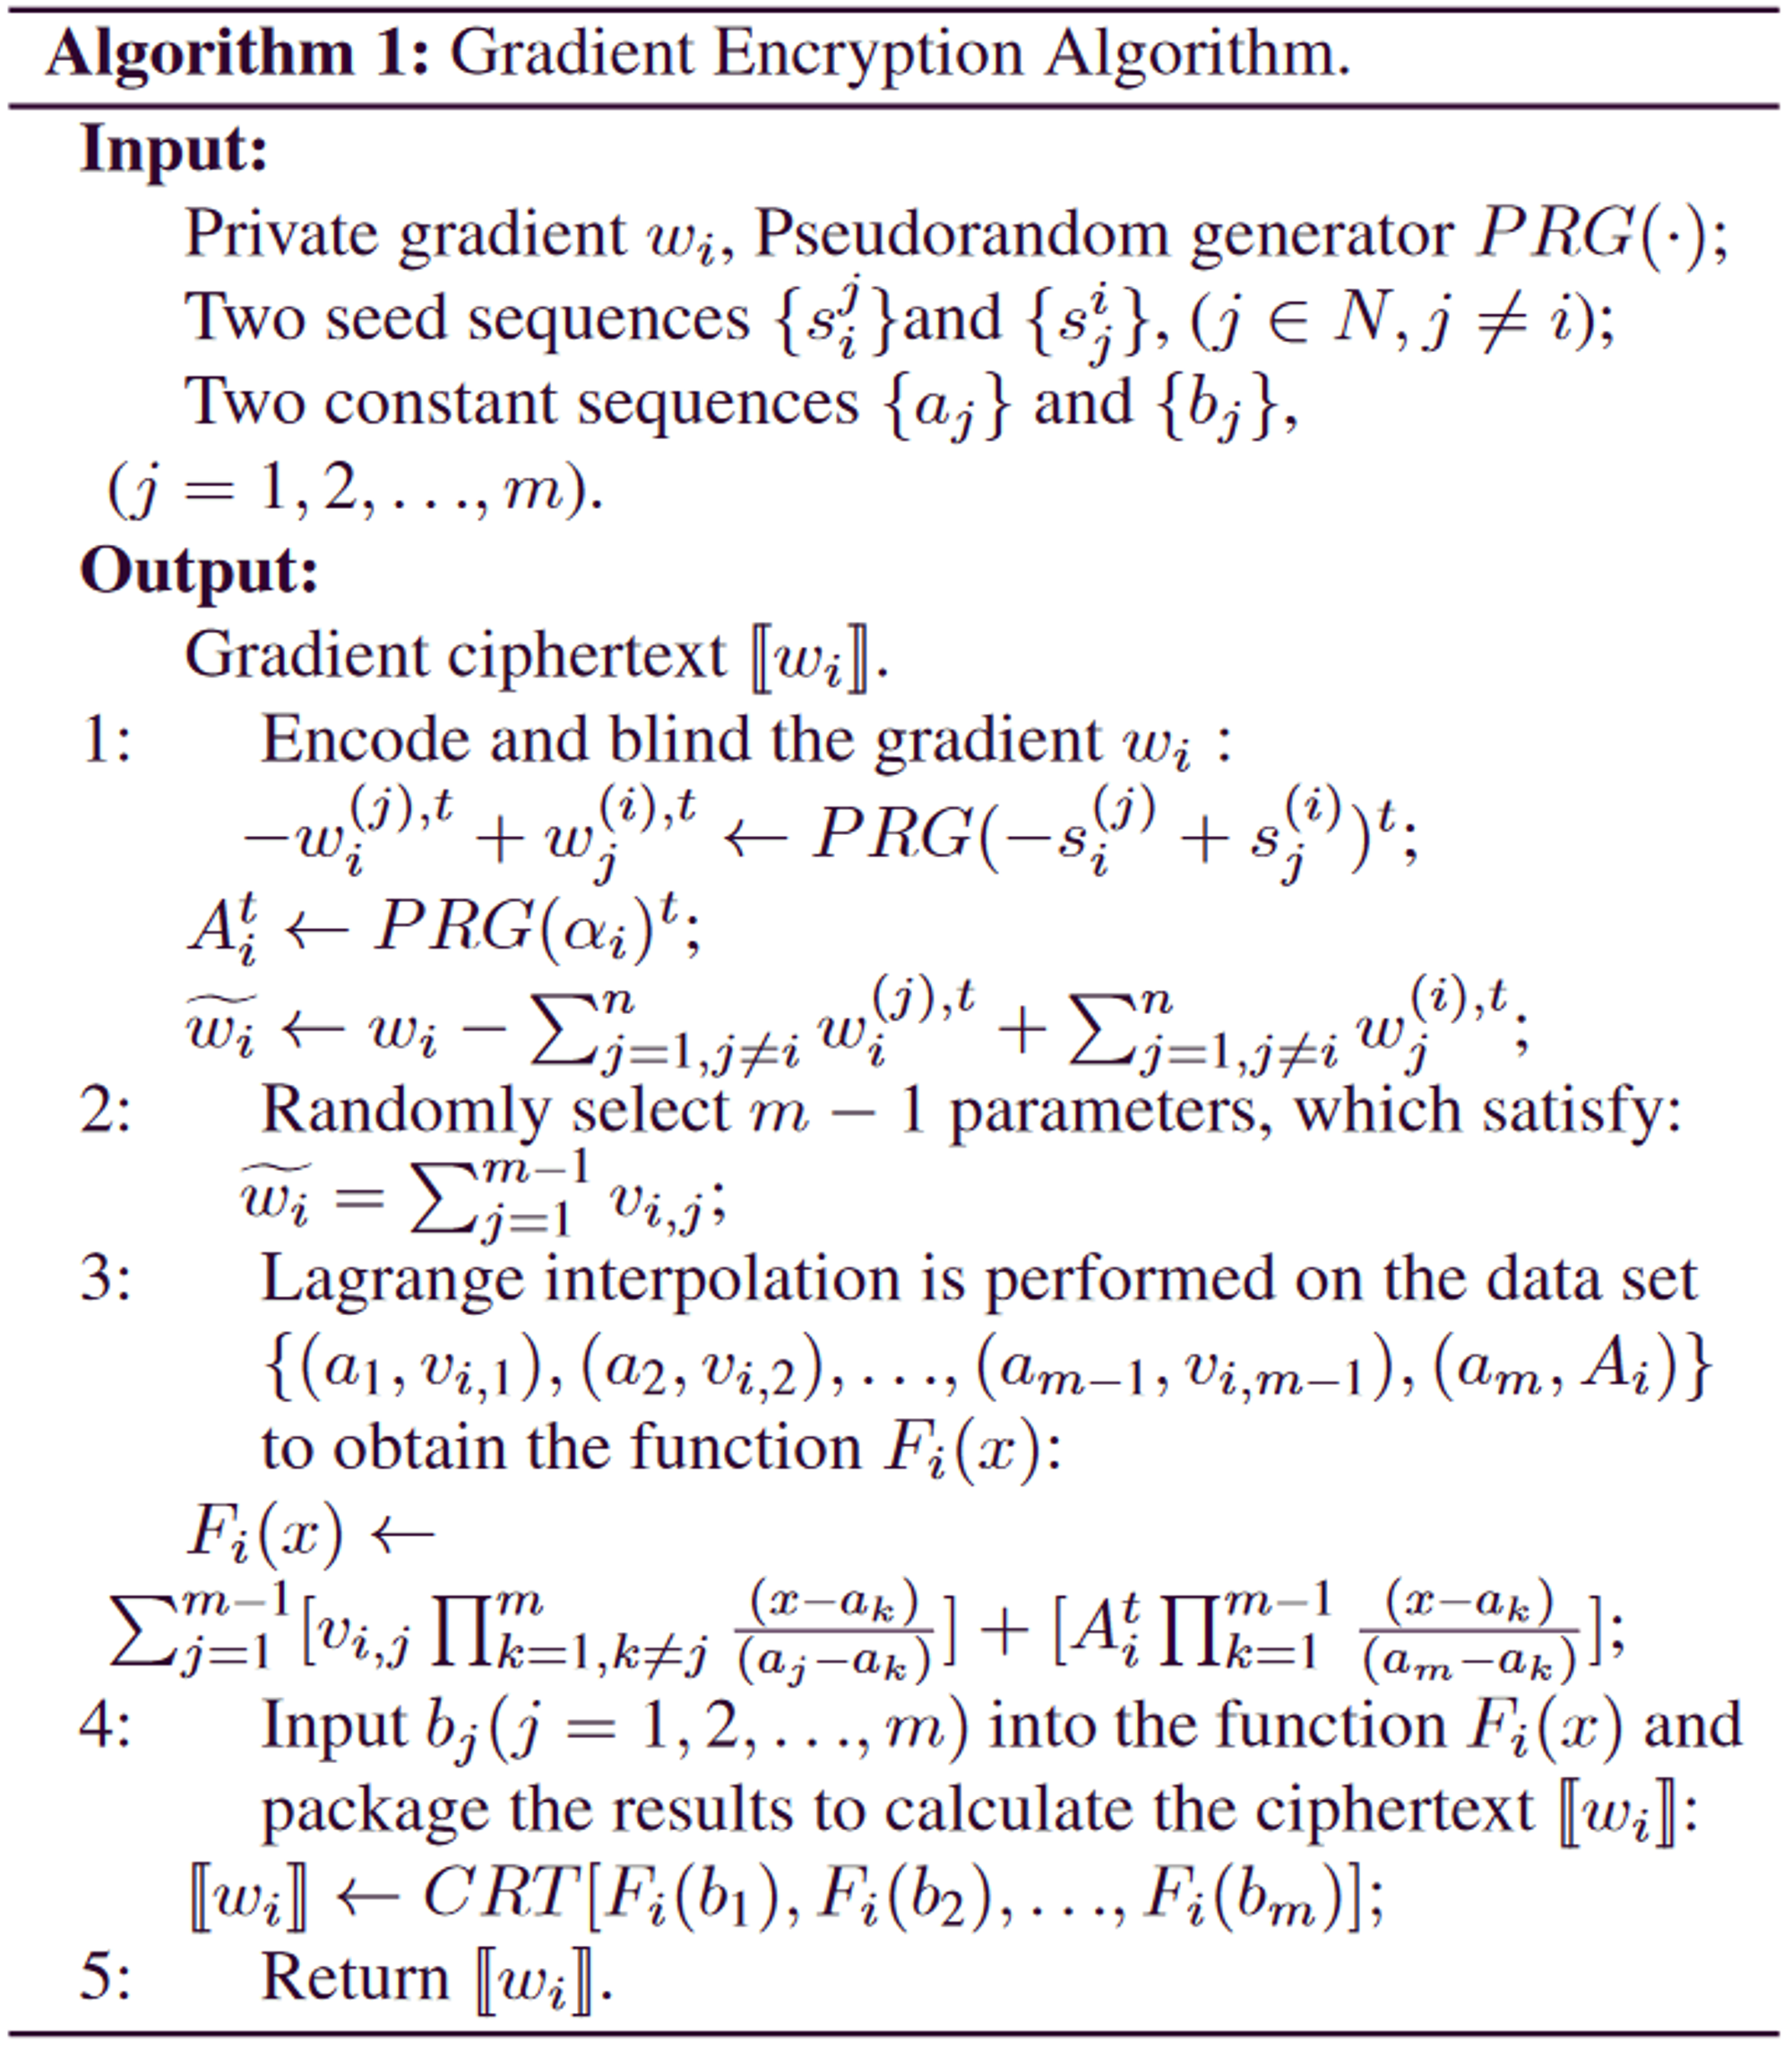 Algorithm 1: Gradient Encryption Algorithm.
Input:
Private gradient $w_i$, Pseudorandom generator $PRG(\cdot)$;
Two seed sequences $\{s_i^j\}$and $\{s_j^i\}$, $(j \in N, j \neq i)$;
Two constant sequences $\{a_j\}$ and $\{b_j\}$,
$(j = 1, 2, \ldots, m)$.
Output:
Gradient ciphertext $[\![w_i]\!]$.
1: Encode and blind the gradient $w_i$ :
$-w_i^{(j),t} + w_j^{(i),t} \leftarrow PRG(-s_i^{(j)} + s_j^{(i)})^t$;
$A_i^t \leftarrow PRG(\alpha_i)^t$;
$\widetilde{w_i} \leftarrow w_i - \sum_{j=1,j\neq i}^{n} w_i^{(j),t} + \sum_{j=1,j\neq i}^{n} w_j^{(i),t}$;
2: Randomly select $m - 1$ parameters, which satisfy:
$\widetilde{w_i} = \sum_{j=1}^{m-1} v_{i,j}$;
3: Lagrange interpolation is performed on the data set
$\{(a_1, v_{i,1}), (a_2, v_{i,2}), \ldots, (a_{m-1}, v_{i,m-1}), (a_m, A_i)\}$
to obtain the function $F_i(x)$:
$F_i(x) \leftarrow$
$\sum_{j=1}^{m-1} [v_{i,j} \prod_{k=1,k\neq j}^{m} \frac{(x-a_k)}{(a_j-a_k)}] + [A_i^t \prod_{k=1}^{m-1} \frac{(x-a_k)}{(a_m-a_k)}]$;
4: Input $b_j (j = 1, 2, \ldots, m)$ into the function $F_i(x)$ and
package the results to calculate the ciphertext $[\![w_i]\!]$:
$[\![w_i]\!] \leftarrow CRT[F_i(b_1), F_i(b_2), \ldots, F_i(b_m)]$;
5: Return $[\![w_i]\!]$.